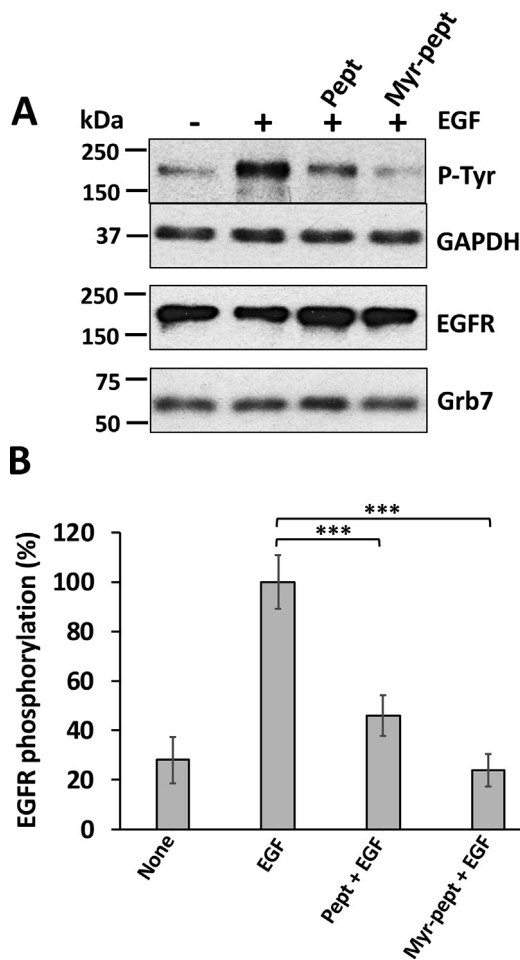 Pept
Myr-pept
A
kDa - + + + EGF
250
150
P-Tyr
37
GAPDH
250
150
EGFR
75
50
Grb7
B
EGFR phosphorylation (%)
120
100
80
60
40
20
0
***
***
None
EGF
Pept + EGF
Myr-pept + EGF